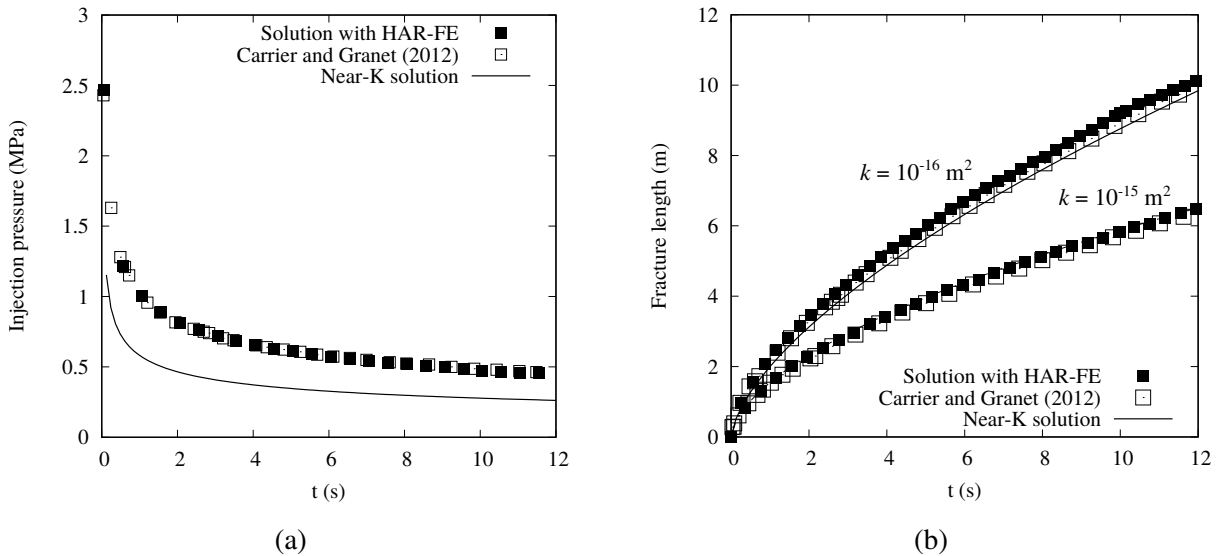 3
2.5
2
1.5
1
0.5
0
0 2 4 6 8 10 12
Injection pressure (MPa)
t (s)
Solution with HAR-FE
Carrier and Granet (2012)
Near-K solution
(a)
12
10
8
6
4
2
0
0 2 4 6 8 10 12
Fracture length (m)
t (s)
k = 10⁻¹⁶ m²
k = 10⁻¹⁵ m²
Solution with HAR-FE
Carrier and Granet (2012)
Near-K solution
(b)